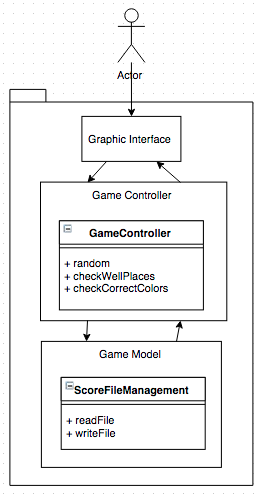 Actor
Graphic Interface
Game Controller
GameController
+ random
+ checkWellPlaces
+ checkCorrectColors
Game Model
ScoreFileManagement
+ readFile
+ writeFile